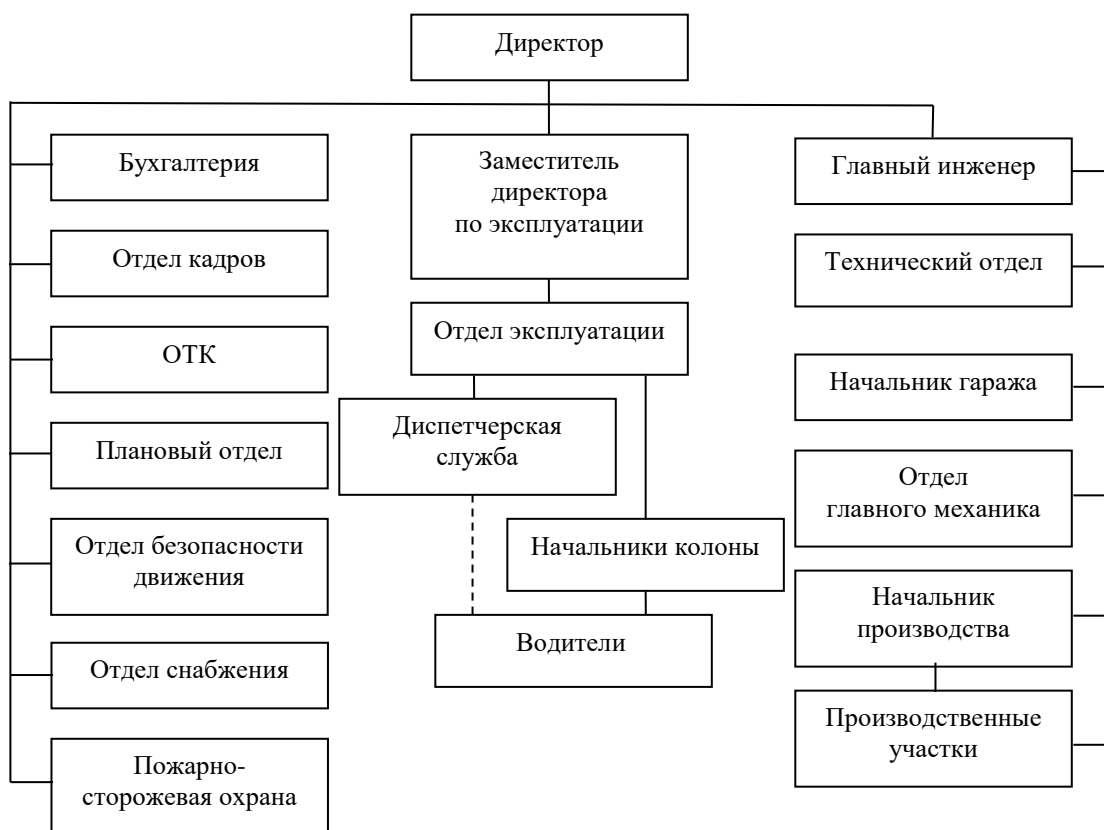 Директор
Бухгалтерия
Отдел кадров
ОТК
Плановый отдел
Отдел безопасности
движения
Отдел снабжения
Пожарно-
сторожевая охрана
Заместитель
директора
по эксплуатации
Отдел эксплуатации
Диспетчерская
служба
Начальники колоны
Водители
Главный инженер
Технический отдел
Начальник гаража
Отдел
главного механика
Начальник
производства
Производственные
участки